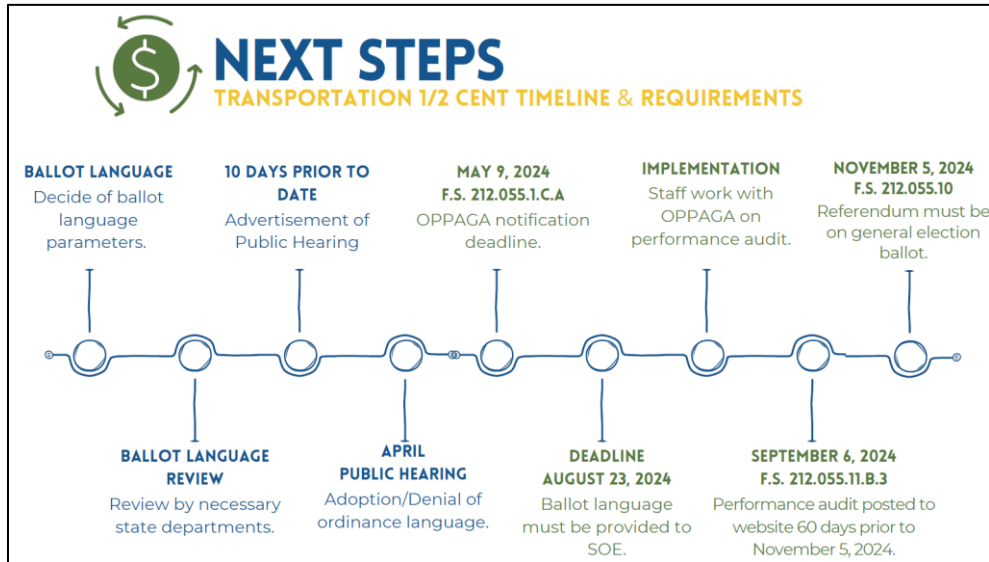 $
NEXT STEPS
TRANSPORTATION 1/2 CENT TIMELINE & REQUIREMENTS
BALLOT LANGUAGE
Decide of ballot
language
parameters.
BALLOT LANGUAGE
REVIEW
Review by necessary
state departments.
10 DAYS PRIOR TO
DATE
Advertisement of
Public Hearing
APRIL
PUBLIC HEARING
Adoption/Denial of
ordinance language.
MAY 9, 2024
F.S. 212.055.1.C.A
OPPAGA notification
deadline.
DEADLINE
AUGUST 23, 2024
Ballot language
must be provided to
SOE.
IMPLEMENTATION
Staff work with
OPPAGA on
performance audit.
SEPTEMBER 6, 2024
F.S. 212.055.11.B.3
Performance audit posted to
website 60 days prior to
November 5, 2024.
NOVEMBER 5, 2024
F.S. 212.055.10
Referendum must be
on general election
ballot.